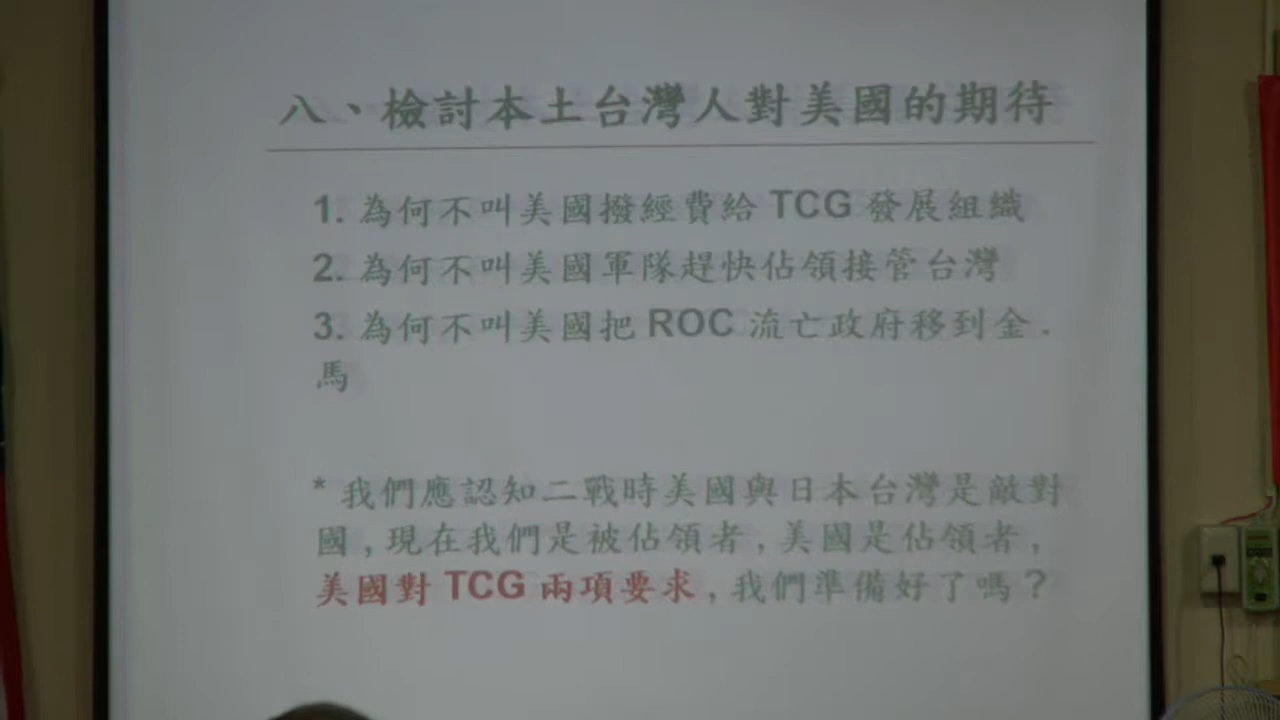 八、檢討本土台灣人對美國的期待
1. 為何不叫美國撥經費給 TCG 發展組織
2. 為何不叫美國軍隊趕快佔領接管台灣
3. 為何不叫美國把 ROC 流亡政府移到金.
馬
* 我們應認知二戰時美國與日本台灣是敵對
國,現在我們是被佔領者,美國是佔領者,
美國對 TCG 兩項要求,我們準備好了嗎?